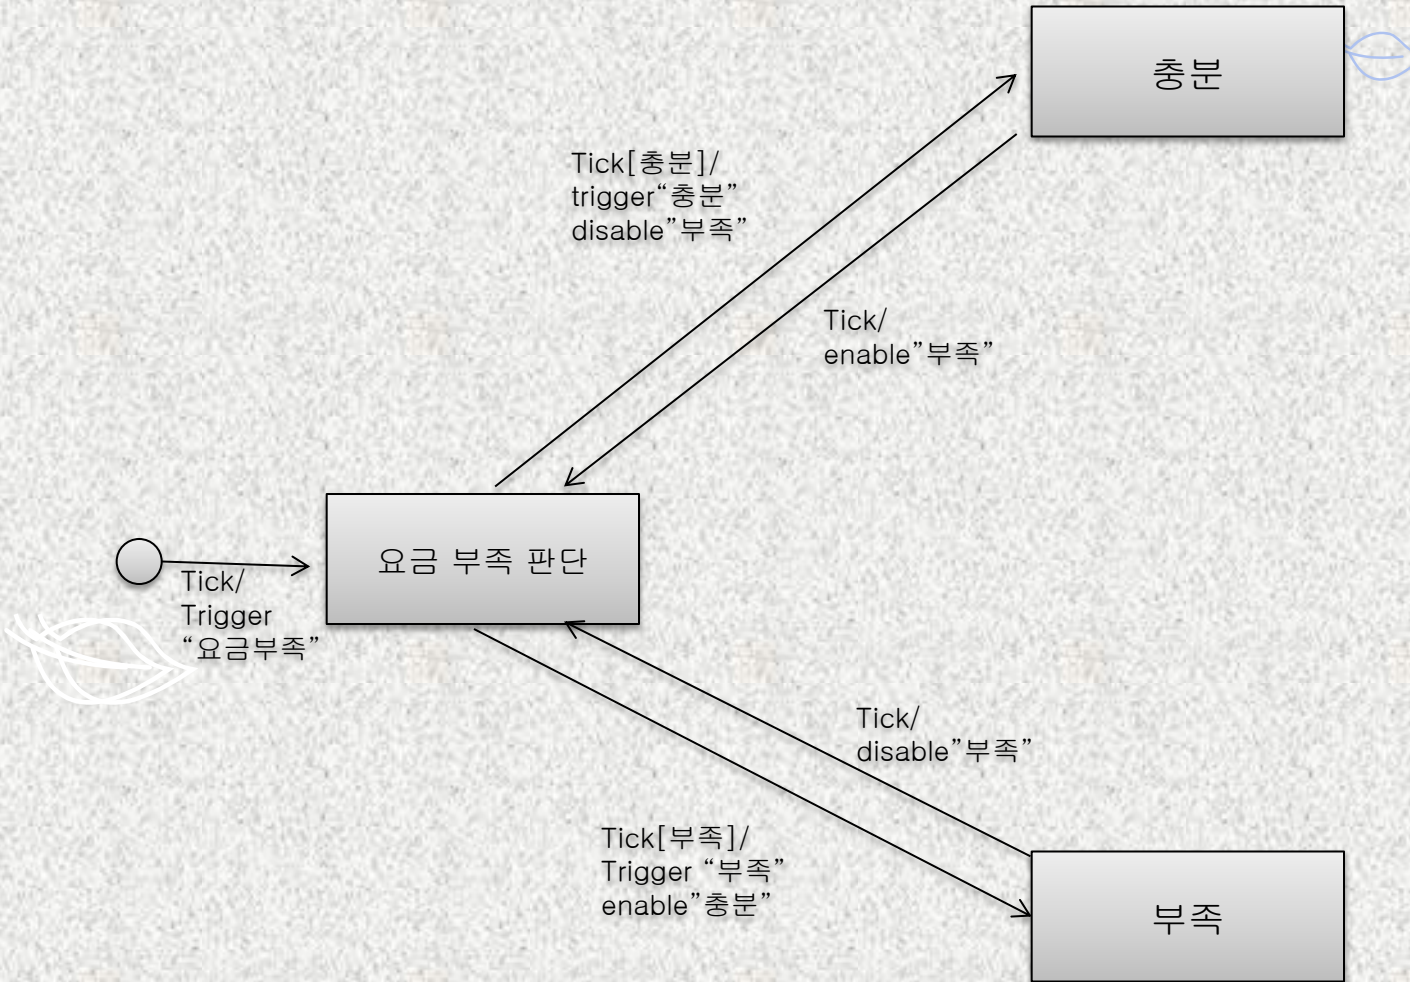 충분
Tick[충분]/
trigger“충분”
disable”부족”
Tick/
enable”부족”
요금 부족 판단
Tick/
Trigger
“요금부족”
Tick/
disable”부족”
Tick[부족]/
Trigger “부족”
enable”충분”
부족